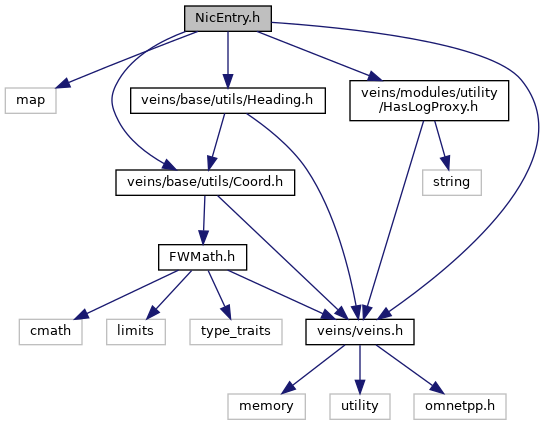 NicEntry.h
map
veins/base/utils/Heading.h
veins/modules/utility
/HasLogProxy.h
veins/base/utils/Coord.h
string
FWMath.h
cmath
limits
type_traits
veins/veins.h
memory
utility
omnetpp.h